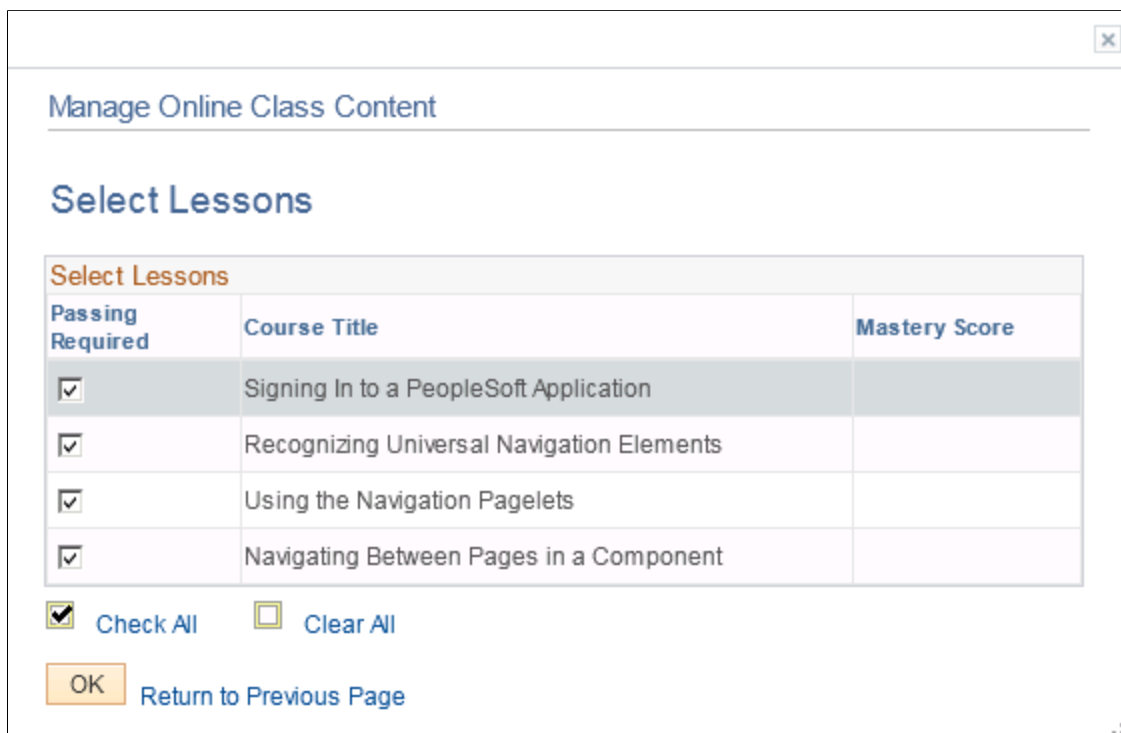 Manage Online Class Content
Select Lessons
Select Lessons
Passing Required Course Title Mastery Score
Signing In to a PeopleSoft Application
Recognizing Universal Navigation Elements
Using the Navigation Pagelets
Navigating Between Pages in a Component
Check All Clear All
OK Return to Previous Page